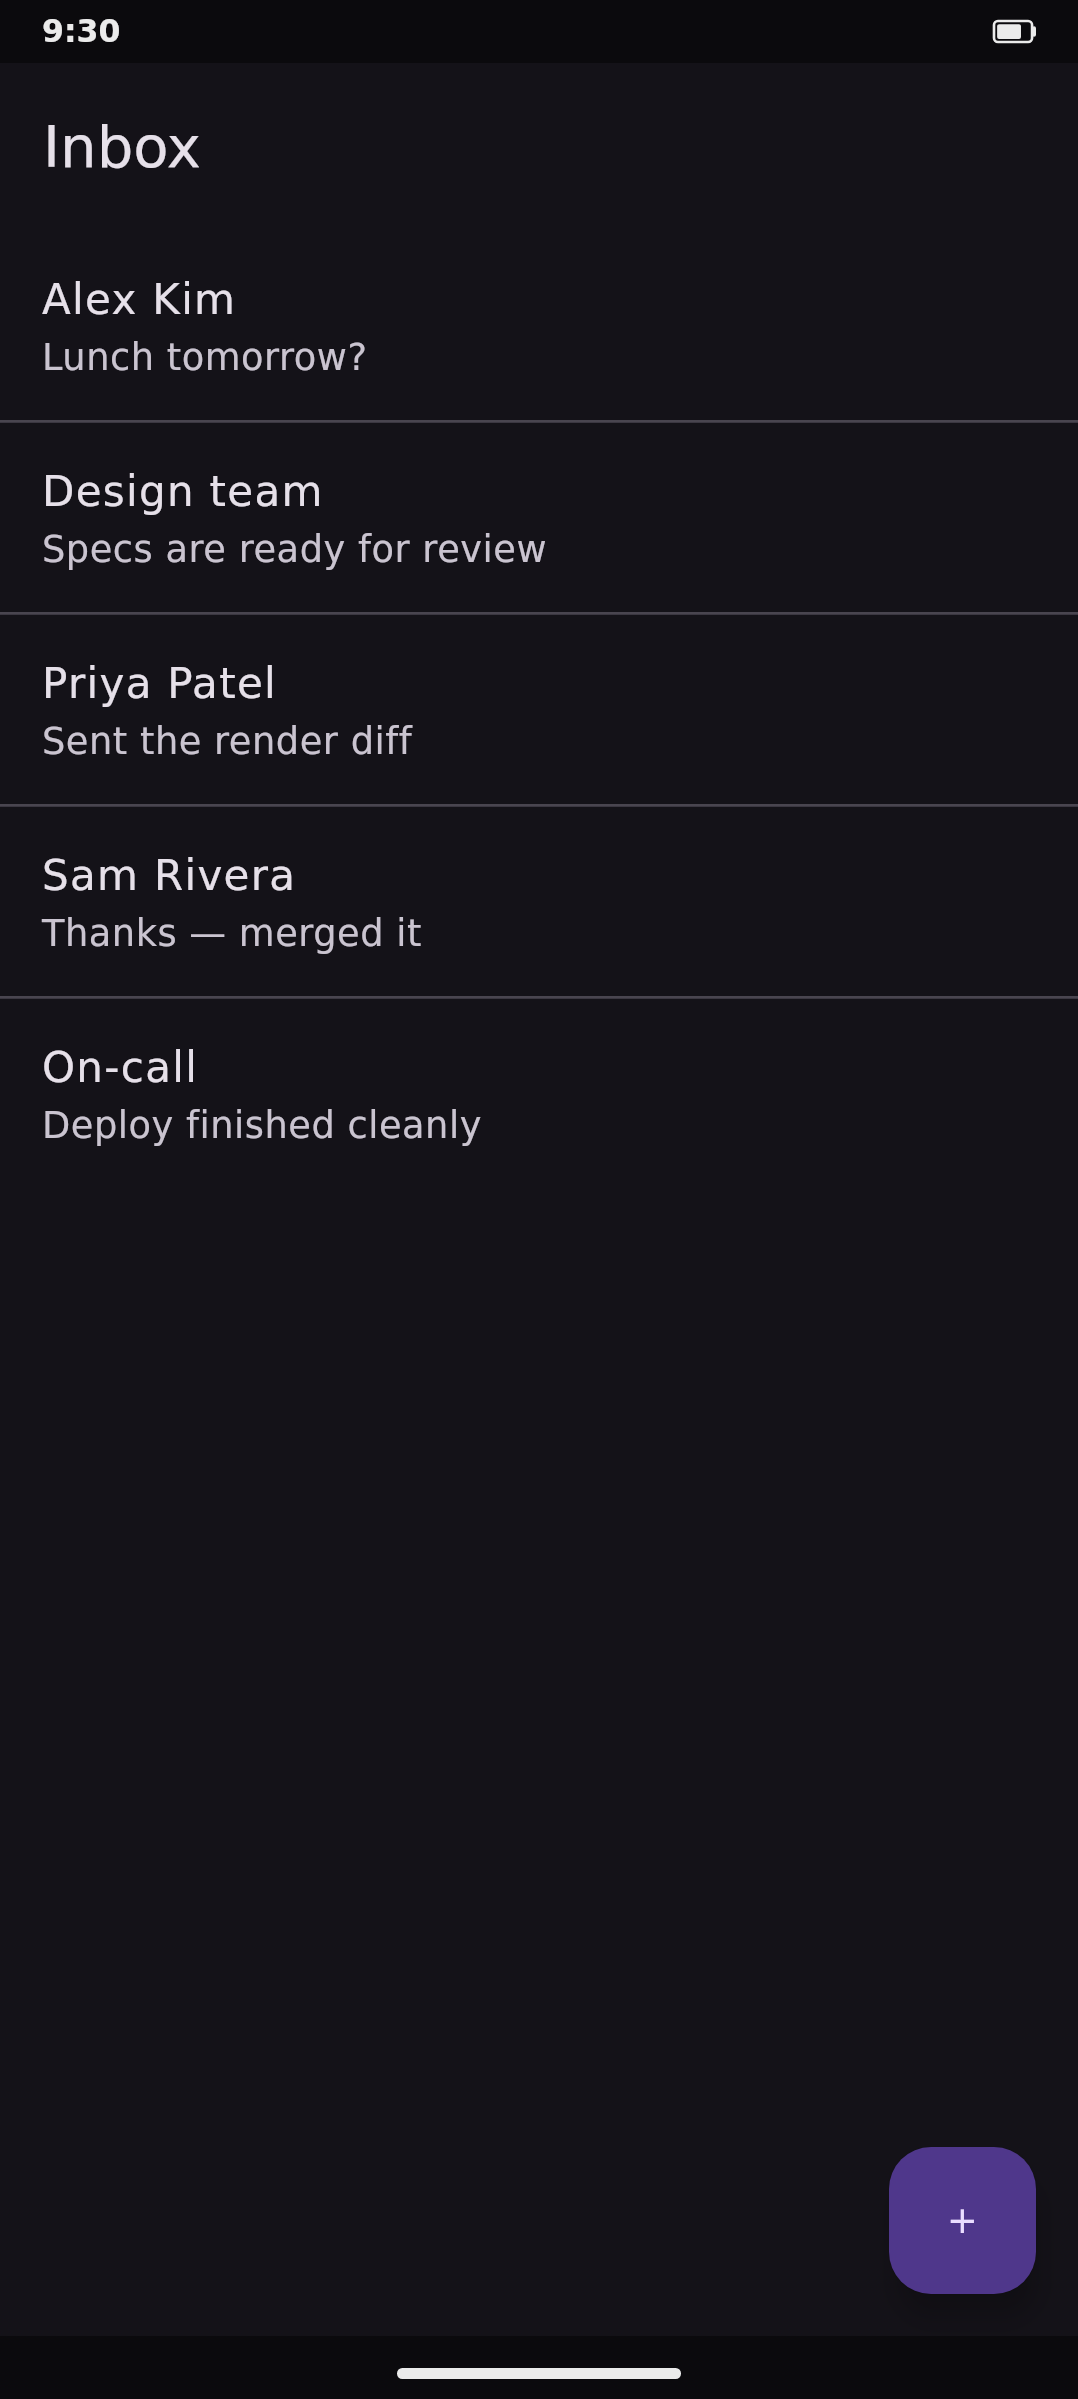 9:30
Inbox
Alex Kim
Lunch tomorrow?
Design team
Specs are ready for review
Priya Patel
Sent the render diff
Sam Rivera
Thanks — merged it
On-call
Deploy finished cleanly
+